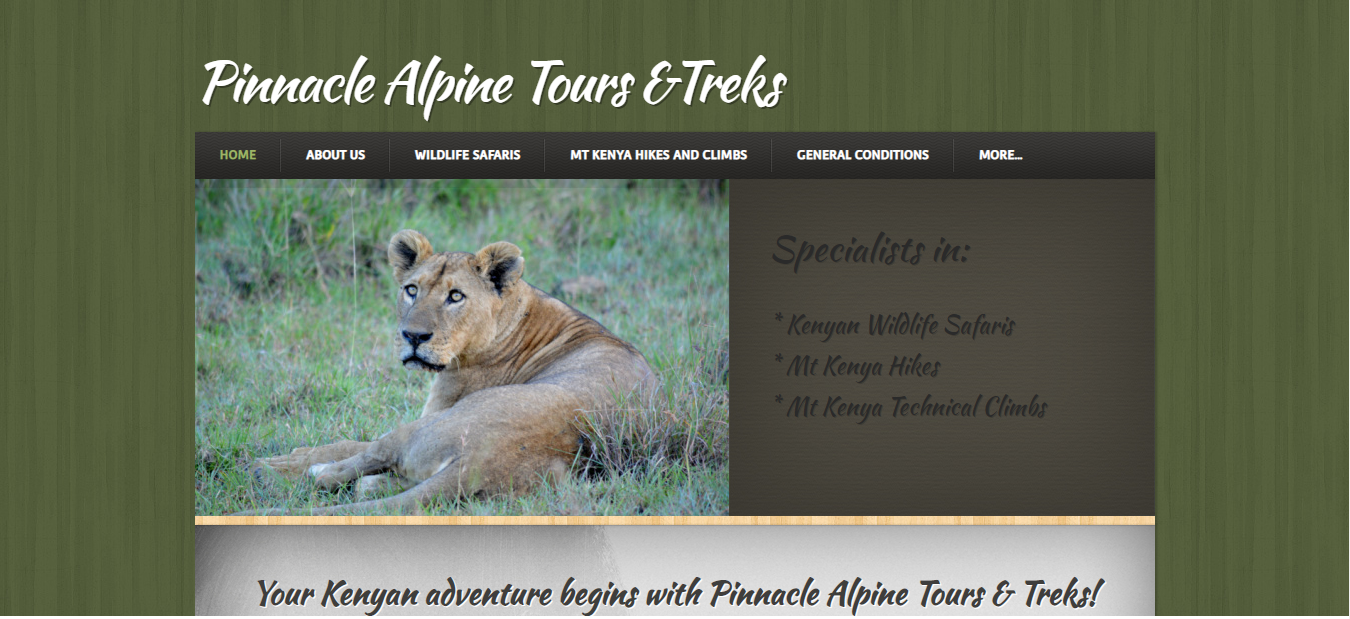 Pinnacle Alpine Tours &Treks
HOME ABOUT US WILDLIFE SAFARIS MT KENYA HIKES AND CLIMBS GENERAL CONDITIONS MORE...
Specialists in:
* Kenyan Wildlife Safaris
* Mt Kenya Hikes
* Mt Kenya Technical Climbs
Your Kenyan adventure begins with Pinnacle Alpine Tours & Treks!